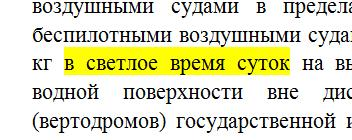 воздушными судами в предела
беспилотными воздушными суда
кг в светлое время суток на вы
водной поверхности вне дис
(вертодромов) государственной и